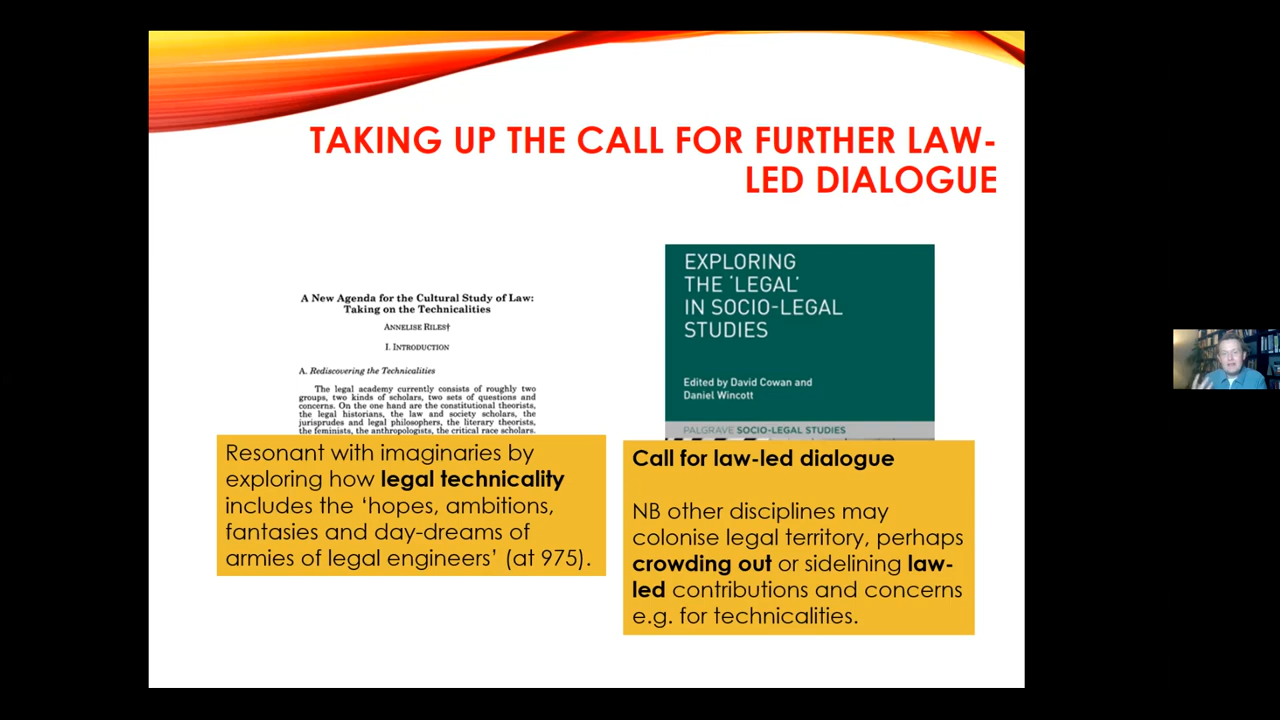 TAKING UP THE CALL FOR FURTHER LAW-
LED DIALOGUE
A New Agenda for the Cultural Study of Law:
Taking on the Technicalities
ANNELISE RILES†
I. INTRODUCTION
A. Rediscovering the Technicalities
The legal academy currently consists of roughly two
groups, two kinds of scholars, two sets of questions and
concerns. On the one hand are the constitutional theorists,
the legal historians, the law and society scholars, the
jurisprudes and legal philosophers, the literary theorists,
the feminists, the anthropologists, the critical race scholars.
Resonant with imaginaries by
exploring how legal technicality
includes the ‘hopes, ambitions,
fantasies and day-dreams of
armies of legal engineers’ (at 975).
EXPLORING
THE 'LEGAL'
IN SOCIO-LEGAL
STUDIES
Edited by David Cowan and
Daniel Wincott
PALGRAVE SOCIO-LEGAL STUDIES
Call for law-led dialogue
NB other disciplines may
colonise legal territory, perhaps
crowding out or sidelining law-
led contributions and concerns
e.g. for technicalities.